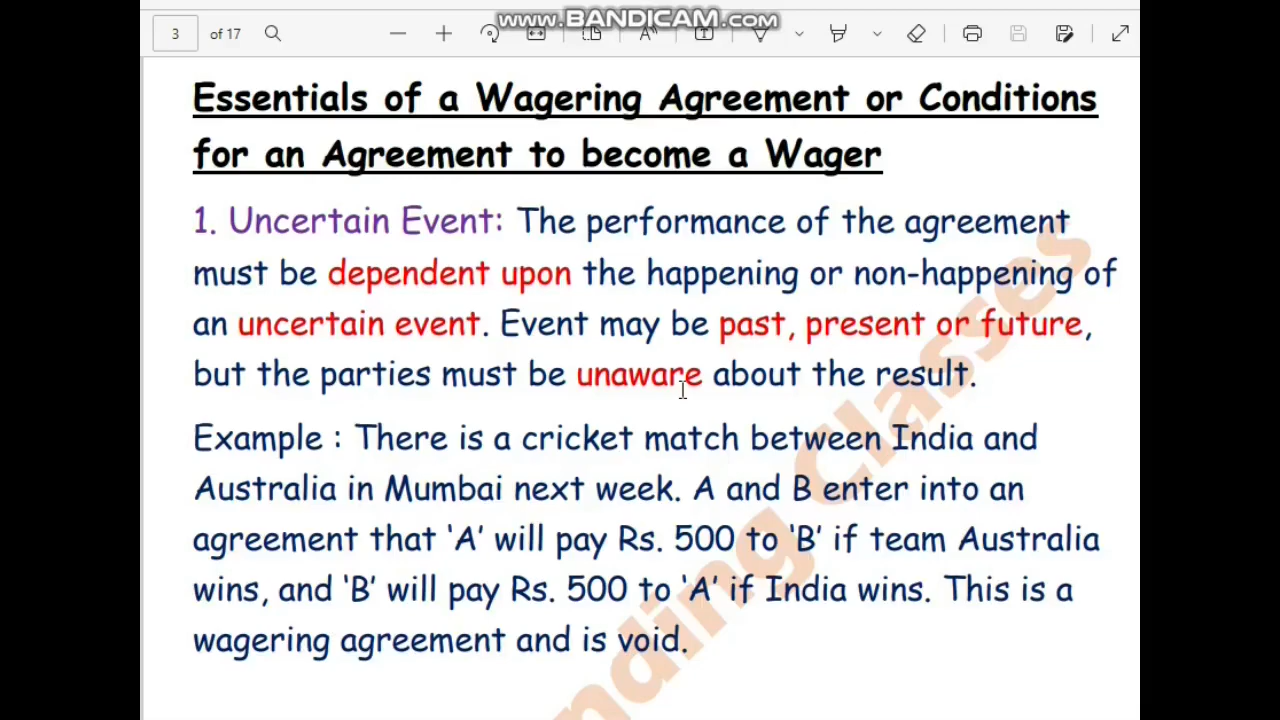 www.BANDICAM.com
3 of 17
Essentials of a Wagering Agreement or Conditions
for an Agreement to become a Wager
1. Uncertain Event: The performance of the agreement
must be dependent upon the happening or non-happening of
an uncertain event. Event may be past, present or future,
but the parties must be unaware about the result.
Example : There is a cricket match between India and
Australia in Mumbai next week. A and B enter into an
agreement that ‘A’ will pay Rs. 500 to ‘B’ if team Australia
wins, and ‘B’ will pay Rs. 500 to ‘A’ if India wins. This is a
wagering agreement and is void.
nding Classes